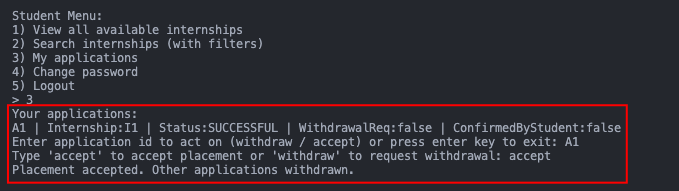 Student Menu:
1) View all available internships
2) Search internships (with filters)
3) My applications
4) Change password
5) Logout
> 3
Your applications:
A1 | Internship:I1 | Status:SUCCESSFUL | WithdrawalReq:false | ConfirmedByStudent:false
Enter application id to act on (withdraw / accept) or press enter key to exit: A1
Type 'accept' to accept placement or 'withdraw' to request withdrawal: accept
Placement accepted. Other applications withdrawn.